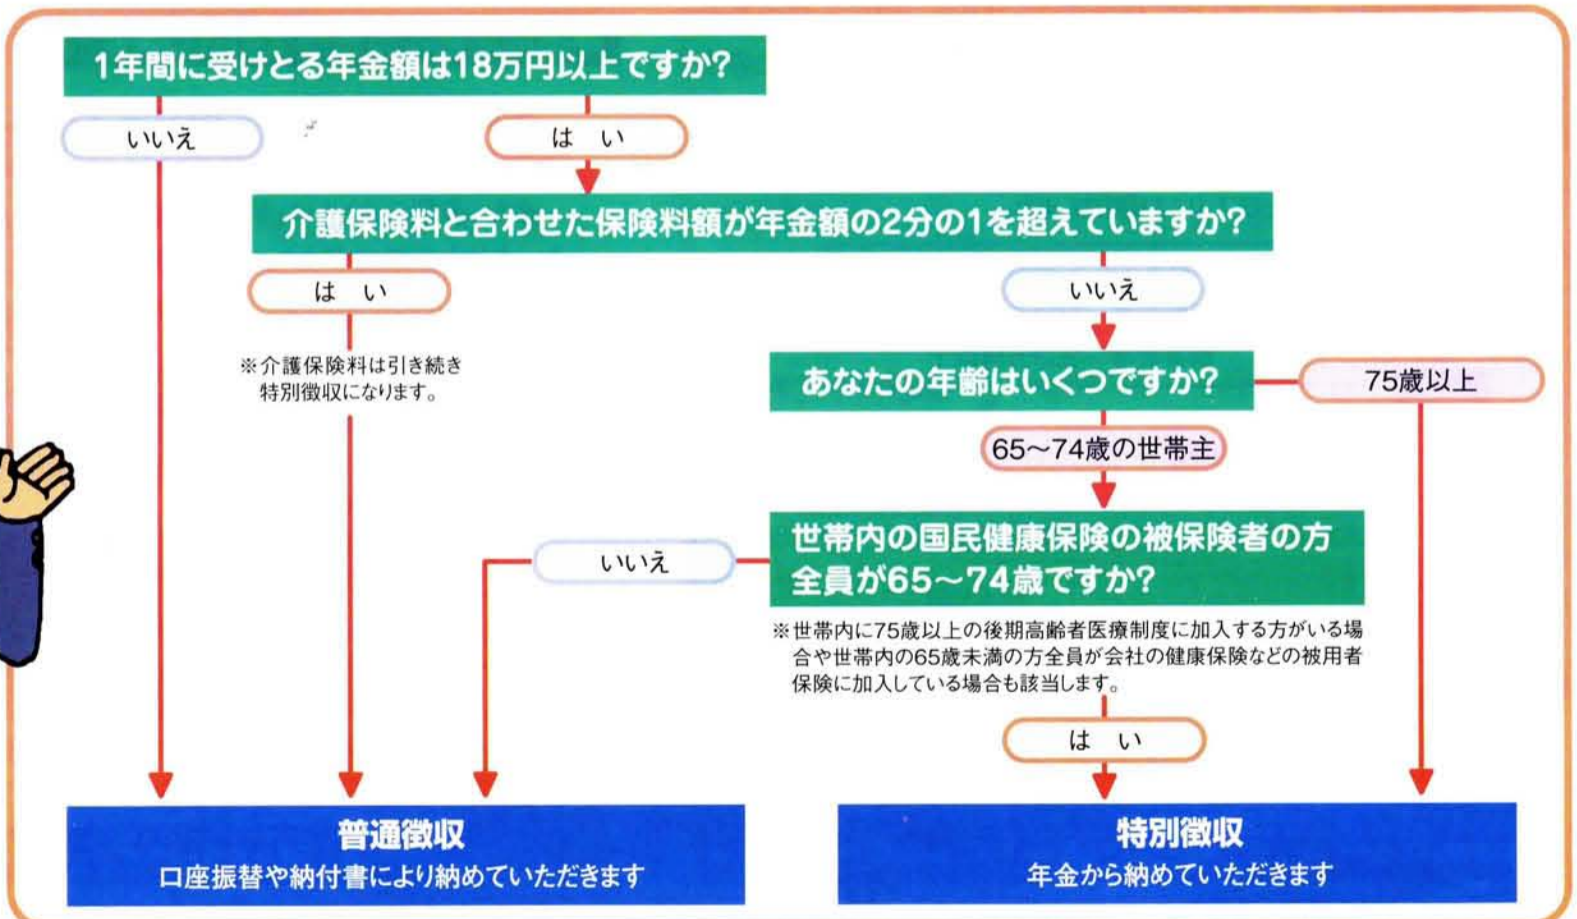 1年間に受けとる年金額は18万円以上ですか?
いいえ
は　い
介護保険料と合わせた保険料額が年金額の2分の1を超えていますか?
は　い
いいえ
※介護保険料は引き続き
特別徴収になります。
あなたの年齢はいくつですか?
75歳以上
65〜74歳の世帯主
世帯内の国民健康保険の被保険者の方
全員が65〜74歳ですか?
いいえ
※世帯内に75歳以上の後期高齢者医療制度に加入する方がいる場
合や世帯内の65歳未満の方全員が会社の健康保険などの被用者
保険に加入している場合も該当します。
は　い
普通徴収
口座振替や納付書により納めていただきます
特別徴収
年金から納めていただきます